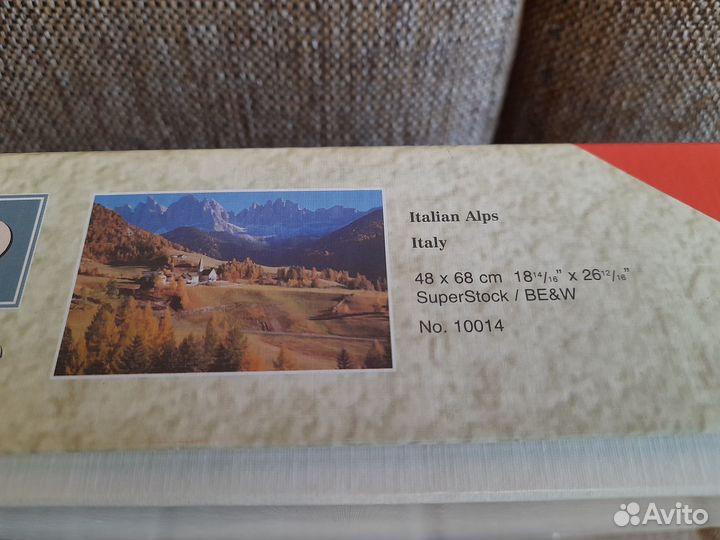 Italian Alps
Italy
48 x 68 cm 18¹⁴/₁₆" x 26¹²/₁₆"
SuperStock / BE&W
No. 10014
Avito